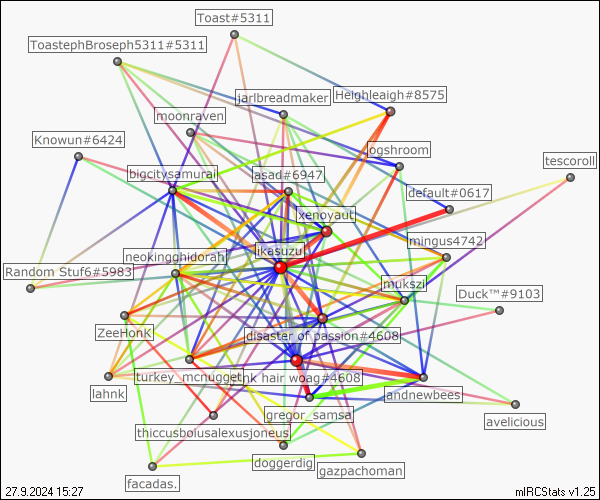 Toast#5311
ToastephBroseph5311#5311
jarlbreadmaker
Heighleaigh#8575
moonraven
Knowun#6424
ogshroom
tescoroll
bigcitysamurai
asad#6947
default#0617
xenoyaut
ikasuzu
mingus4742
neokingghidorah
Random Stuf6#5983
mukszi
Duck™#9103
ZeeHonk
disaster of passion#4608
turkey_mcnugget
nk hair woag#4608
lahnk
andnewbees
gregor_samsa
avelicious
thiccusbolusalexusjoneus
doggerdig
gazpachoman
facadas.
27.9.2024 15:27
mIRCStats v1.25